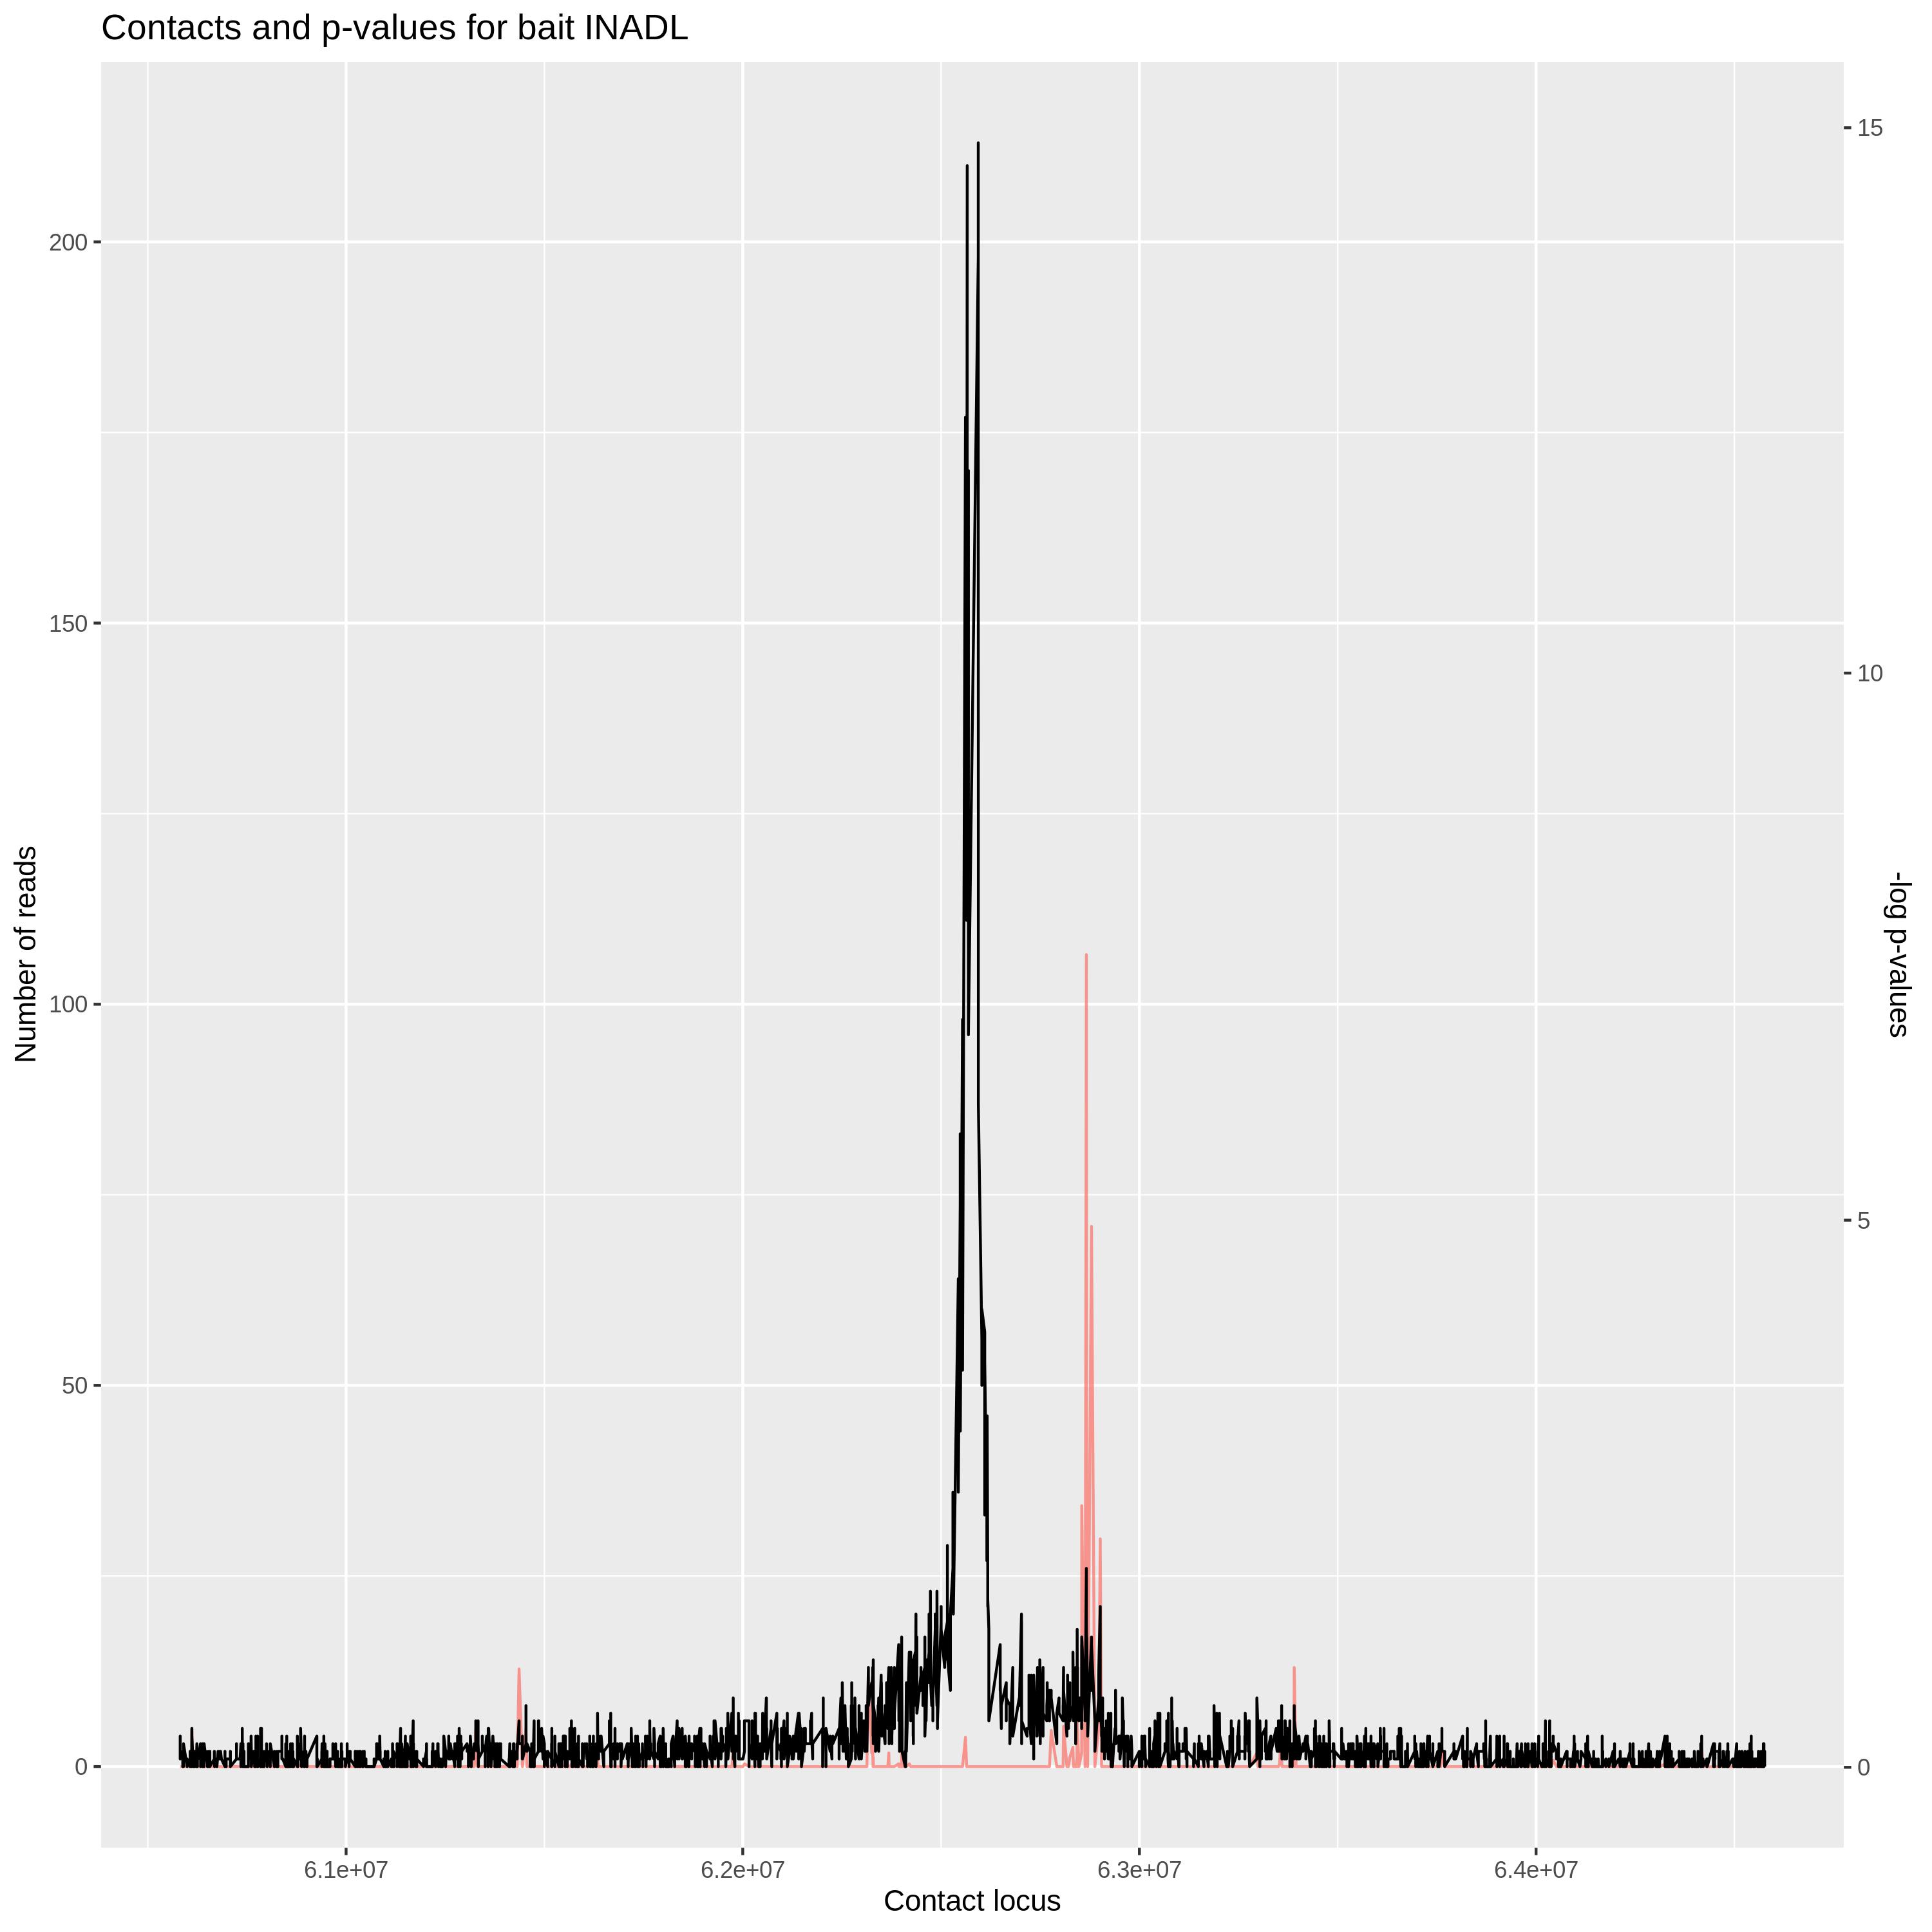 Contacts and p-values for bait INADL
Number of reads
200
150
100
50
0
15
10
5
0
-log p-values
6.1e+07 6.2e+07 6.3e+07 6.4e+07
Contact locus